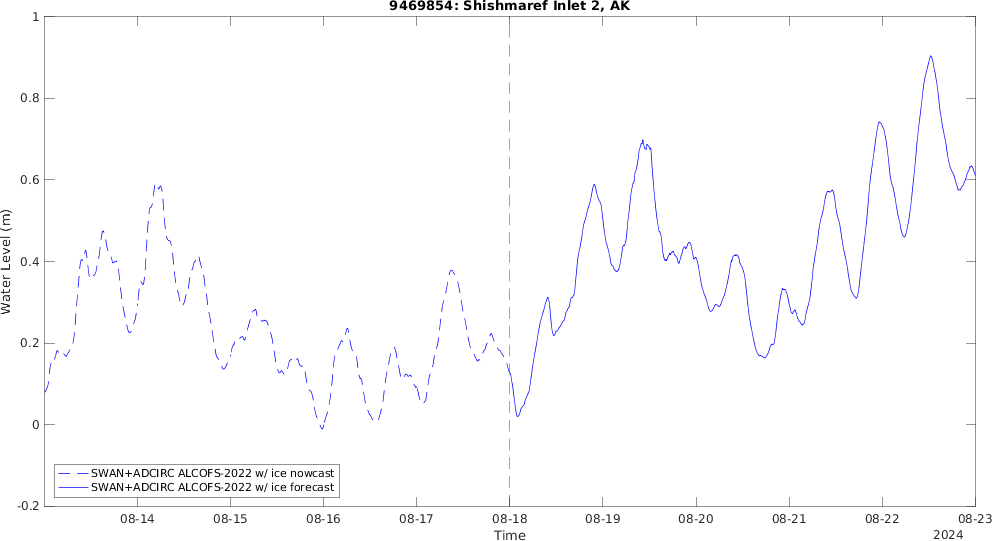 9469854: Shishmaref Inlet 2, AK
1
0.8
0.6
0.4
0.2
0
-0.2
Water Level (m)
SWAN+ADCIRC ALCOFS-2022 w/ ice nowcast
SWAN+ADCIRC ALCOFS-2022 w/ ice forecast
08-14 08-15 08-16 08-17 08-18 08-19 08-20 08-21 08-22 08-23
Time
2024